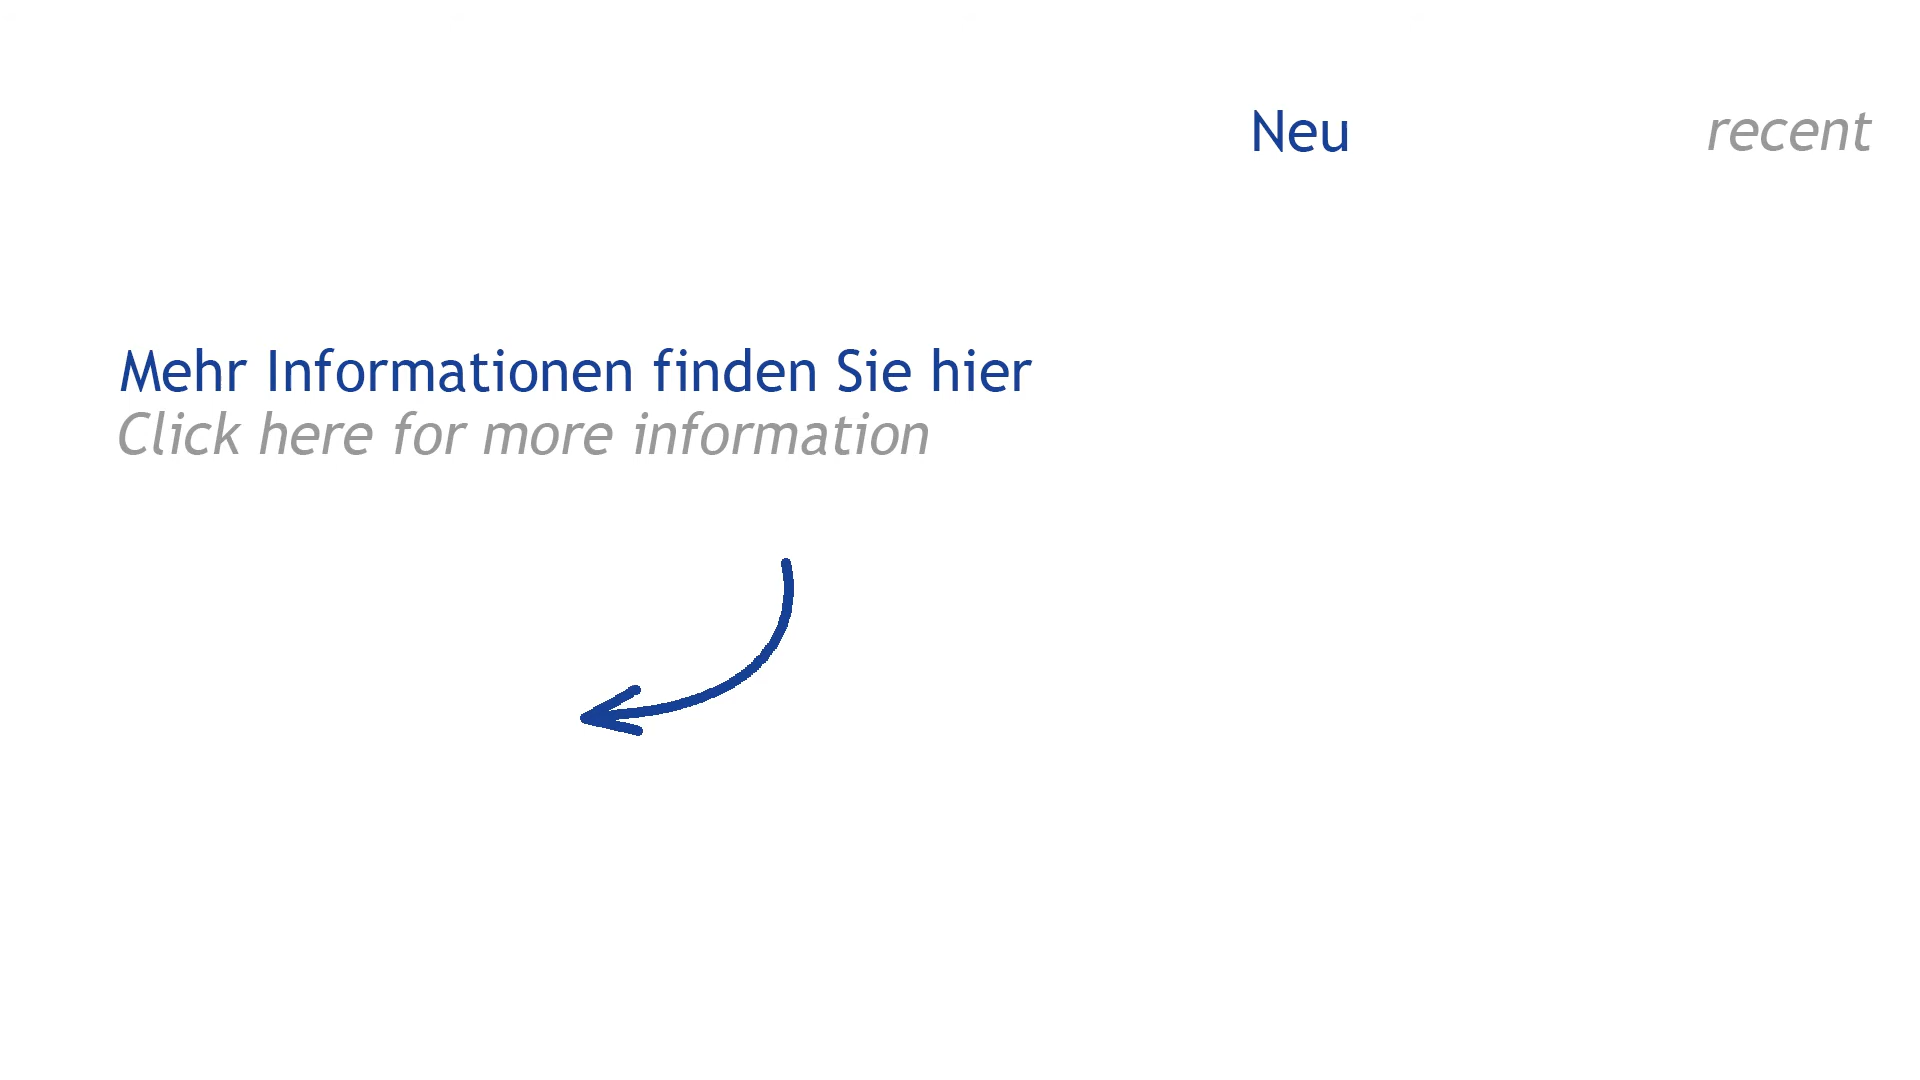 Neu recent
Mehr Informationen finden Sie hier
Click here for more information